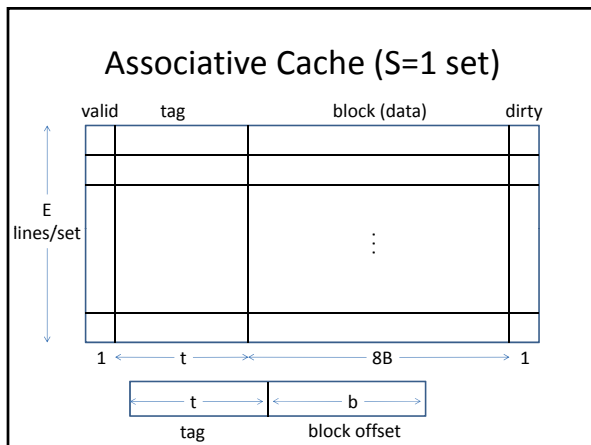 Associative Cache (S=1 set)
valid tag block (data) dirty
E
lines/set
⋮
1 t 8B 1
t b
tag block offset